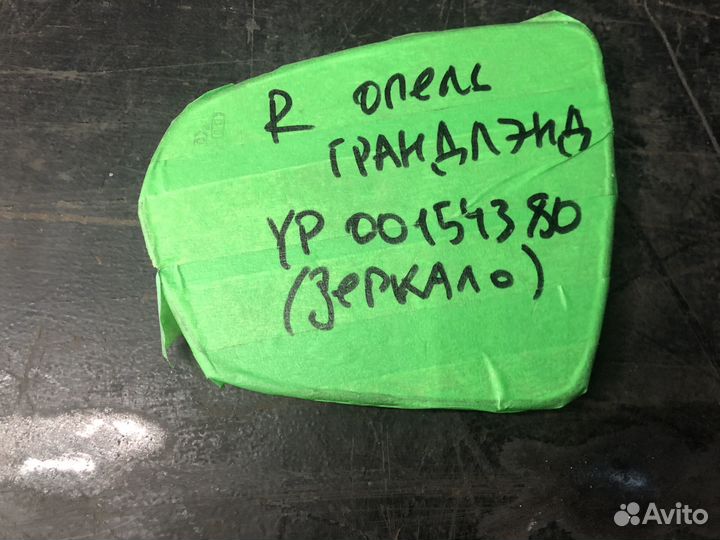 R опель
ГРАНДЛЭНД
YP 00154380
(Зеркало)
Avito